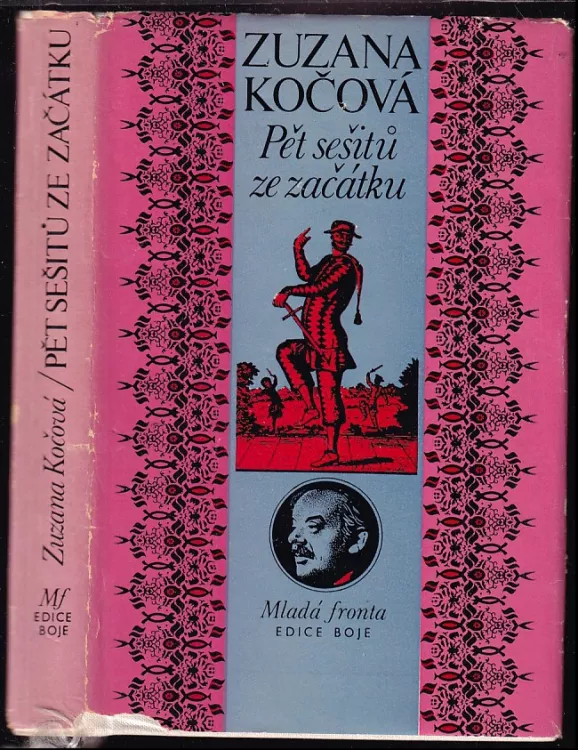 ZUZANA
KOČOVÁ
Pět sešitů
ze začátku
Mladá fronta
EDICE BOJE
Zuzana Kočová / PĚT SEŠITŮ ZE ZAČÁTKU
Mf
EDICE
BOJE